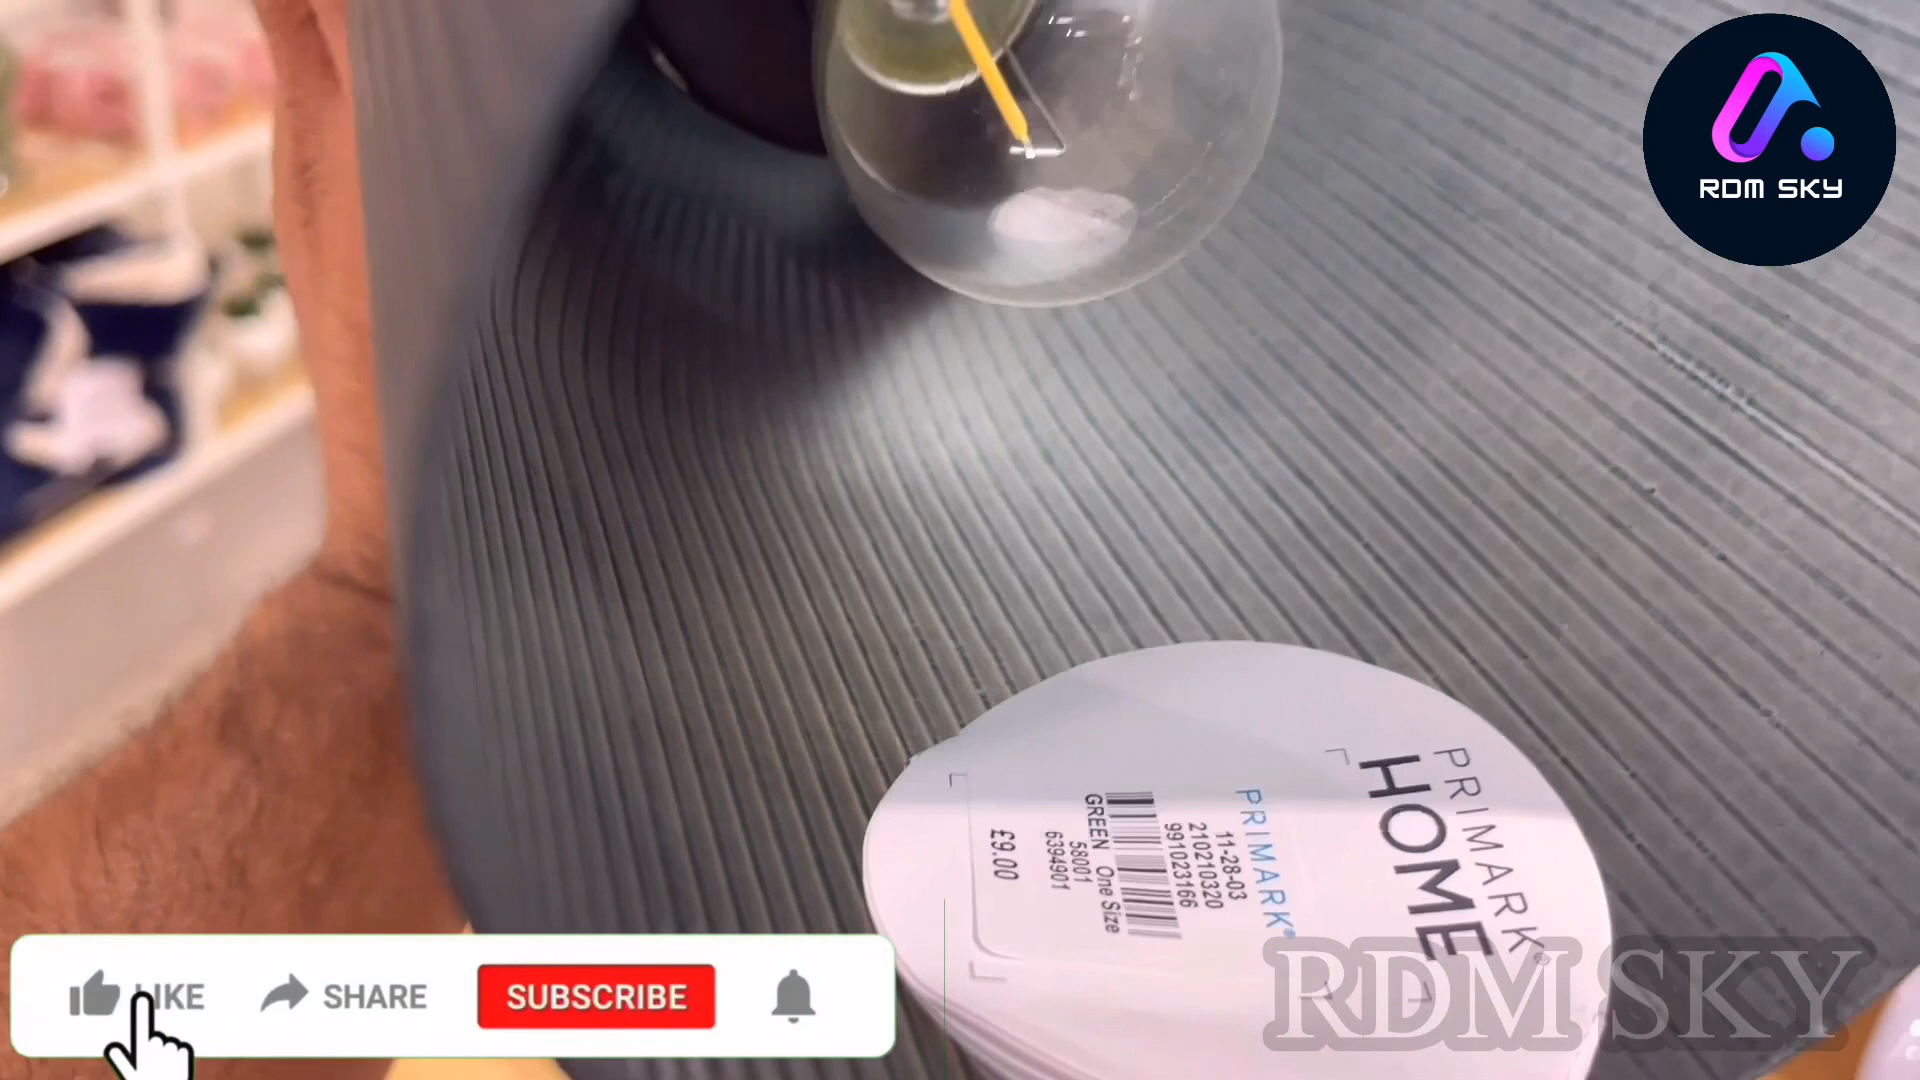 RDM SKY
PRIMARK
HOME
PRIMARK
11-28-03
210210320
991023166
GREEN One Size
58001
6394901
£9.00
LIKE
SHARE
SUBSCRIBE
RDM SKY